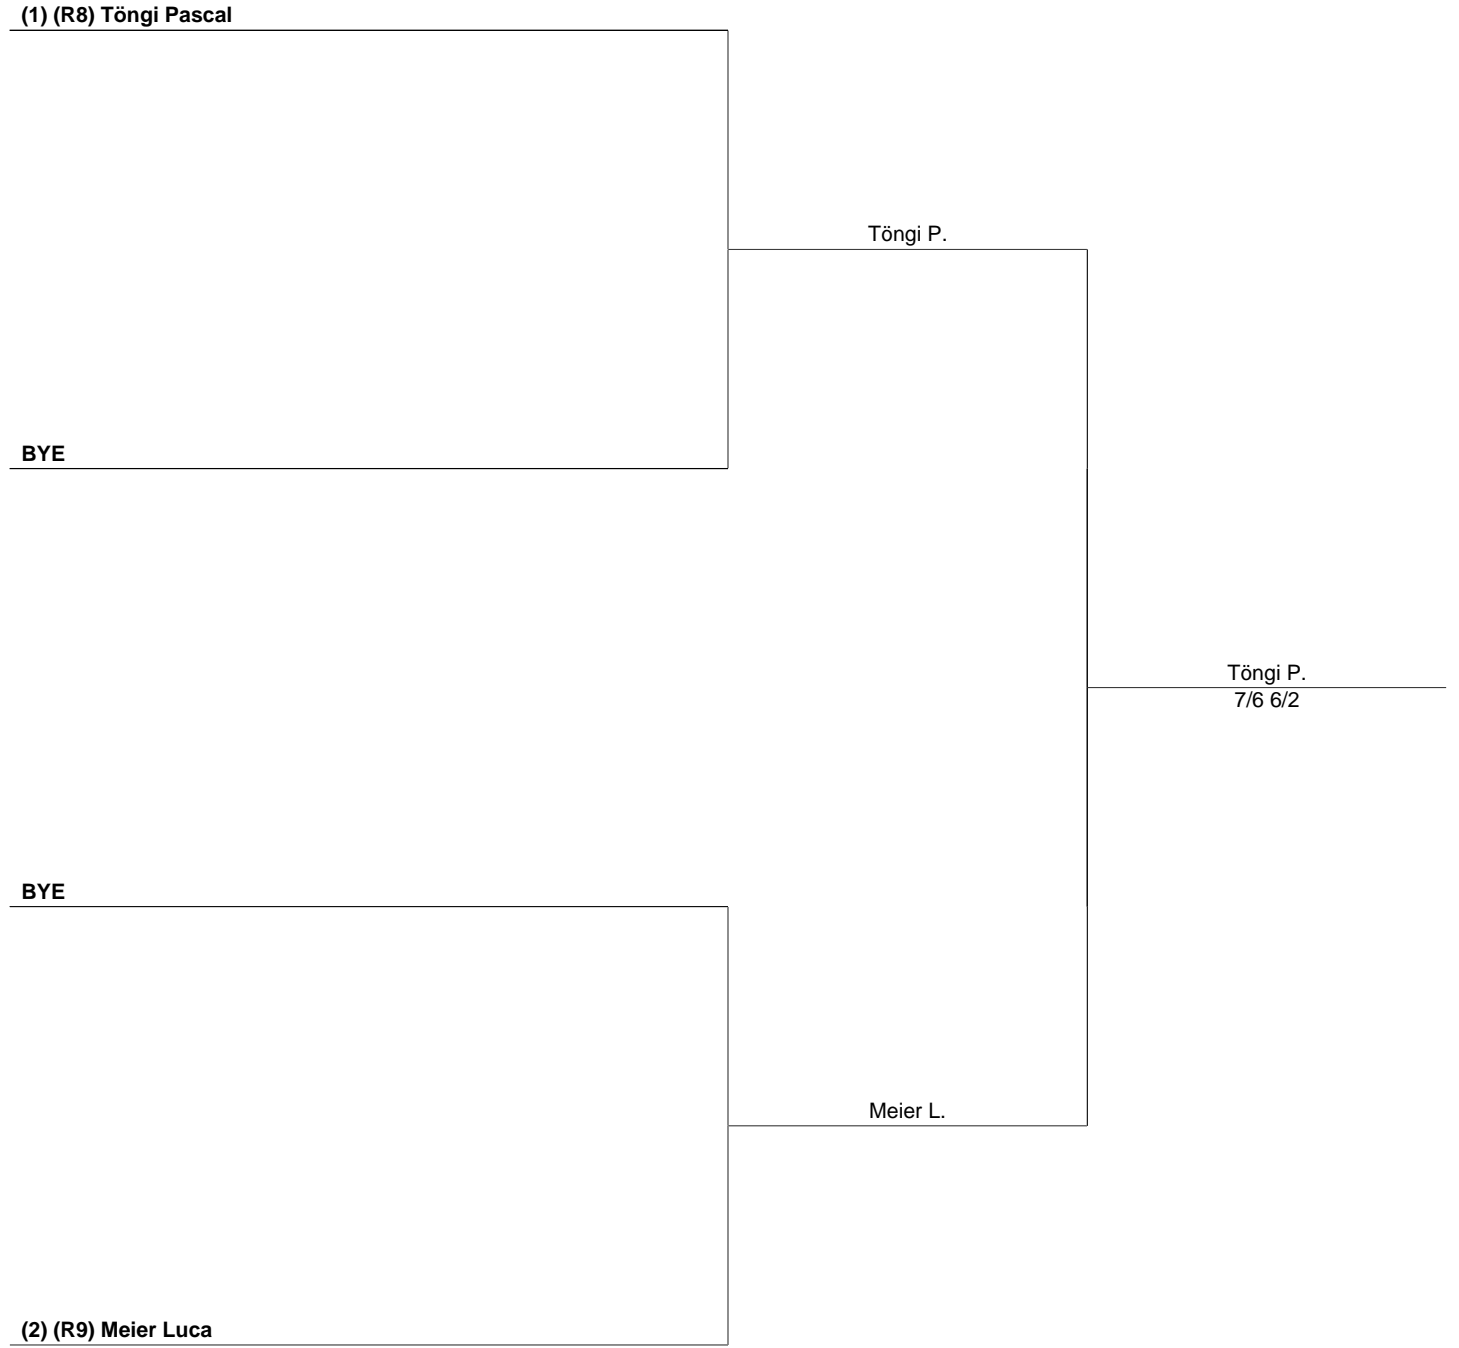 (1) (R8) Töngi Pascal
Töngi P.
BYE
Töngi P.
7/6 6/2
BYE
Meier L.
(2) (R9) Meier Luca